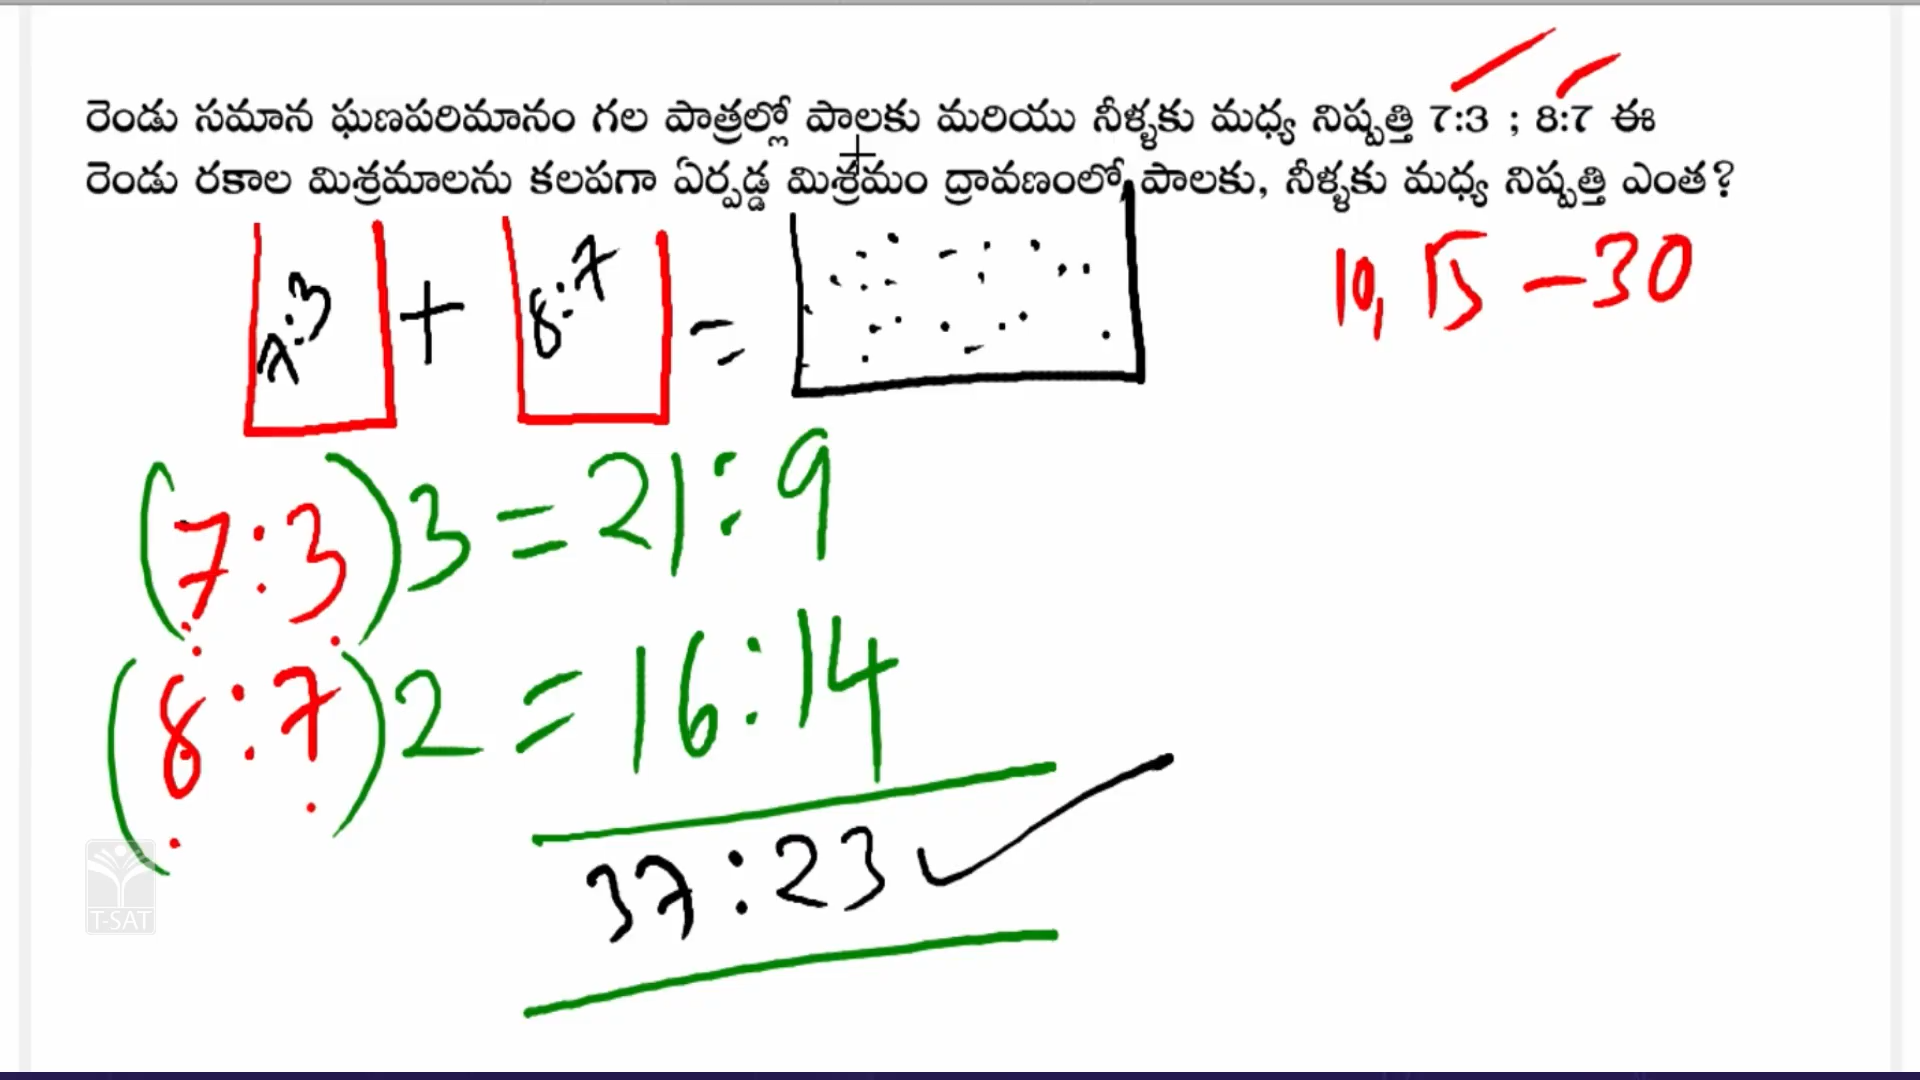 రెండు సమాన ఘణపరిమానం గల పాత్రల్లో పాలకు మరియు నీళ్ళకు మధ్య నిష్పత్తి 7:3 ; 8:7 ఈ
రెండు రకాల మిశ్రమాలను కలపగా ఏర్పడ్డ మిశ్రమం ద్రావణంలో పాలకు, నీళ్ళకు మధ్య నిష్పత్తి ఎంత?
7:3 + 8:7 =
10, 15 – 30
(7:3)3 = 21:9
(8:7)2 = 16:14
37:23
T-SAT